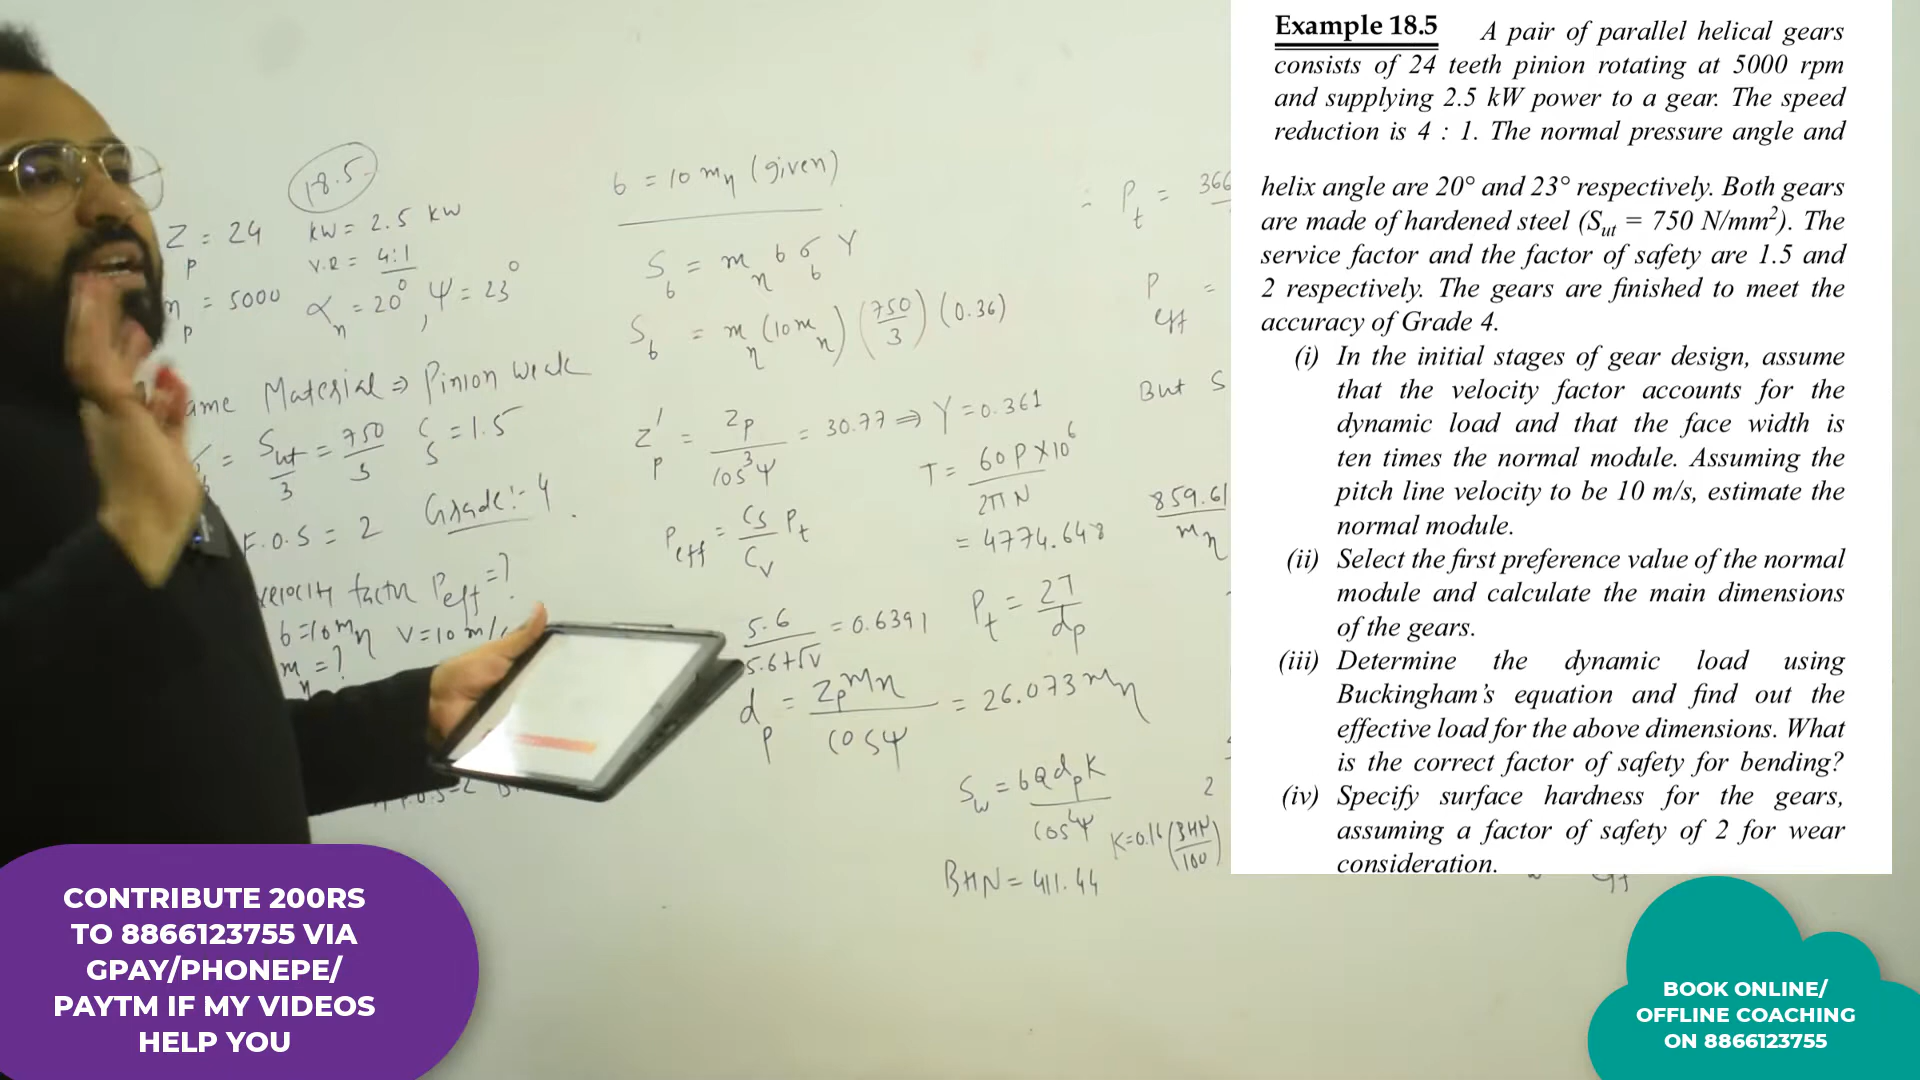 18.5
Z p = 24
kW = 2.5 kW
V.R = 4:1
n p = 5000
α n = 20°, ψ = 23°
ame Material ⇒ Pinion weak
= Sut/3 = 750/3
Cs = 1.5
F.O.S = 2
Grade:- 4
velocity factor Peff = ?
b = 10 mn V = 10 m/
m n = ?
b = 10 mn (given)
S b = m n b σ b Y
S b = m n (10 m n) (750/3) (0.36)
Z'p = Zp/cos³ψ = 30.77 ⇒ Y = 0.361
Peff = Cs/Cv Pt
T = 60 P × 10⁶/2πN
= 4774.648
5.6/5.6+√v = 0.6391
Pt = 2T/dp
d p = Zp Mn/cos ψ = 26.073 mn
Sw = b Q dp K/cos²ψ
K = 0.16 (BHN/100)
BHN = 411.44
∴ P t = 366
P eff =
But S
859.61/mn
2
Example 18.5 A pair of parallel helical gears
consists of 24 teeth pinion rotating at 5000 rpm
and supplying 2.5 kW power to a gear. The speed
reduction is 4 : 1. The normal pressure angle and
helix angle are 20° and 23° respectively. Both gears
are made of hardened steel (Sut = 750 N/mm²). The
service factor and the factor of safety are 1.5 and
2 respectively. The gears are finished to meet the
accuracy of Grade 4.
(i) In the initial stages of gear design, assume
that the velocity factor accounts for the
dynamic load and that the face width is
ten times the normal module. Assuming the
pitch line velocity to be 10 m/s, estimate the
normal module.
(ii) Select the first preference value of the normal
module and calculate the main dimensions
of the gears.
(iii) Determine the dynamic load using
Buckingham's equation and find out the
effective load for the above dimensions. What
is the correct factor of safety for bending?
(iv) Specify surface hardness for the gears,
assuming a factor of safety of 2 for wear
consideration.
CONTRIBUTE 200RS
TO 8866123755 VIA
GPAY/PHONEPE/
PAYTM IF MY VIDEOS
HELP YOU
BOOK ONLINE/
OFFLINE COACHING
ON 8866123755